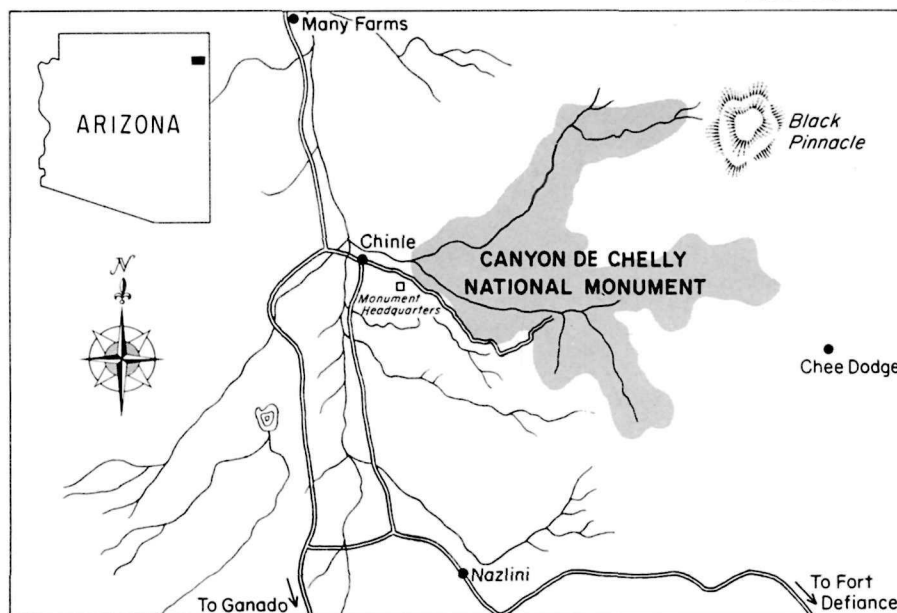 Many Farms
ARIZONA
Black
Pinnacle
N
Chinle
CANYON DE CHELLY
NATIONAL MONUMENT
Monument
Headquarters
Chee Dodge
Nazlini
To Ganado
To Fort
Defiance